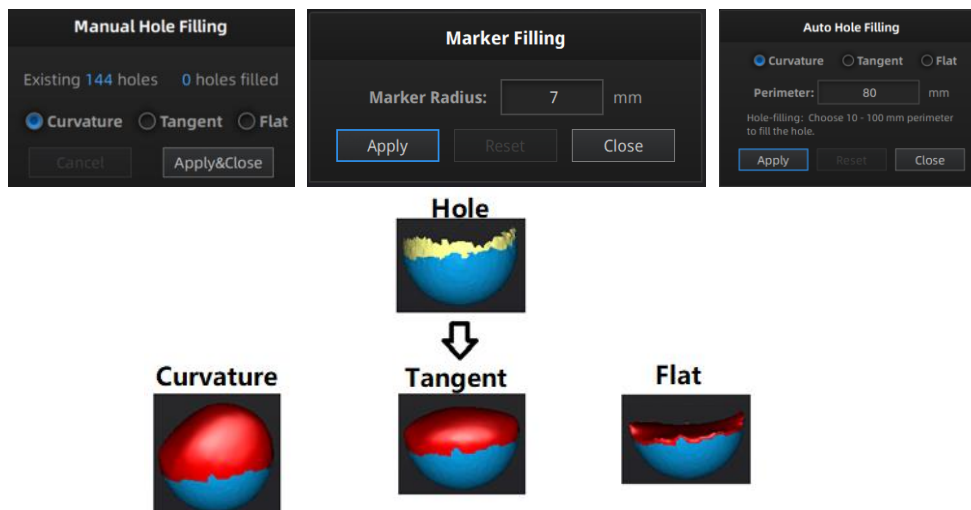 Manual Hole Filling
Existing 144 holes 0 holes filled
Curvature Tangent Flat
Cancel Apply&Close
Marker Filling
Marker Radius: 7 mm
Apply Reset Close
Auto Hole Filling
Curvature Tangent Flat
Perimeter: 80 mm
Hole-filling: Choose 10 - 100 mm perimeter
to fill the hole.
Apply Reset Close
Hole
Curvature
Tangent
Flat